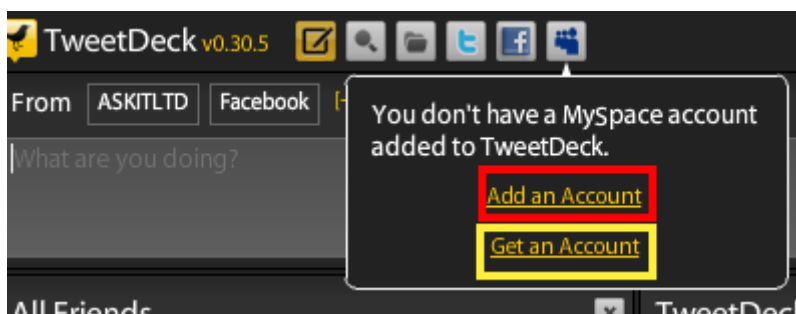 TweetDeck v0.30.5
From ASKITLTD Facebook
What are you doing?
You don't have a MySpace account
added to TweetDeck.
Add an Account
Get an Account
All Friends